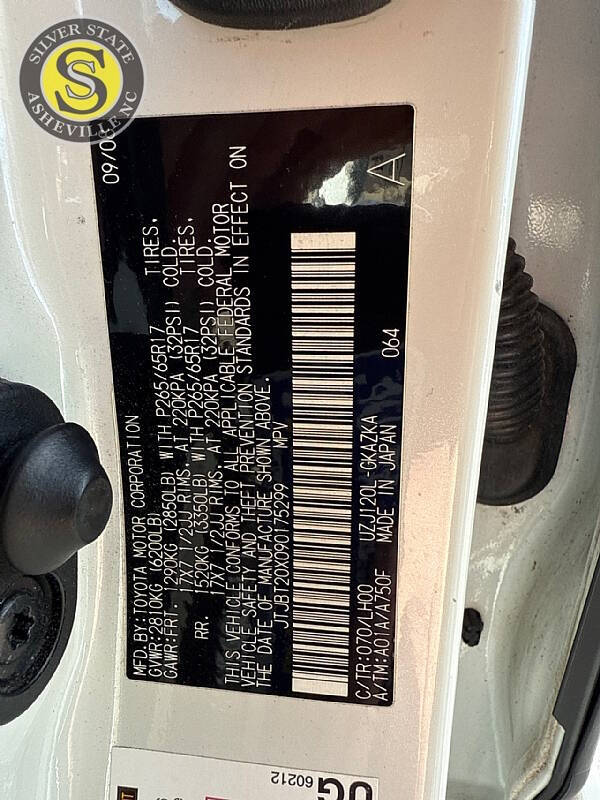 SILVER STATE
S
ASHEVILLE NC
MFD.BY:TOYOTA MOTOR CORPORATION 09/08
GVWR:2810KG (6200LB)
GAWR:FRT. 1290KG (2850LB) WITH P265/65R17 TIRES,
17X7 1/2JJ RIMS, AT 220KPA (32PSI) COLD.
RR. 1520KG (3350LB) WITH P265/65R17 TIRES,
17X7 1/2JJ RIMS, AT 220KPA (32PSI) COLD.
THIS VEHICLE CONFORMS TO ALL APPLICABLE FEDERAL MOTOR
VEHICLE SAFETY AND THEFT PREVENTION STANDARDS IN EFFECT ON
THE DATE OF MANUFACTURE SHOWN ABOVE.
JTJBT20X090175299 MPV
C/TR:070/LH00 UZJ120L-GKAZKA 064
A/TM:A01A/A750F MADE IN JAPAN
A
60212